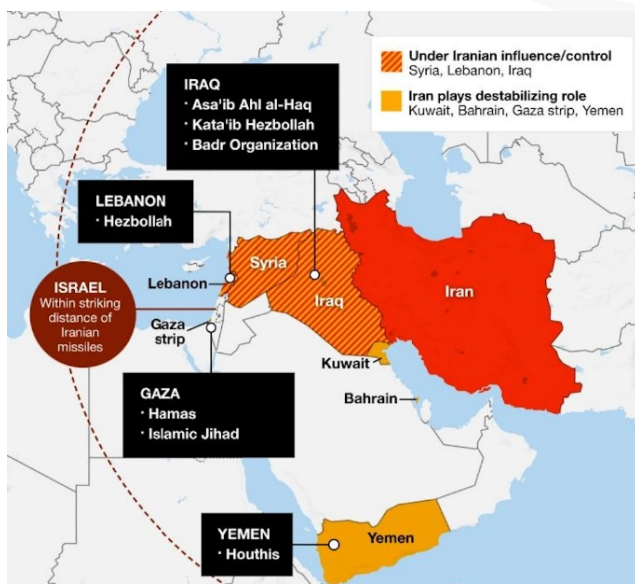 Under Iranian influence/control
Syria, Lebanon, Iraq
Iran plays destabilizing role
Kuwait, Bahrain, Gaza strip, Yemen
IRAQ
· Asa'ib Ahl al-Haq
· Kata'ib Hezbollah
· Badr Organization
LEBANON
· Hezbollah
Syria
Lebanon
Iraq
Iran
ISRAEL
Within striking
distance of
Iranian
missiles
Gaza
strip
Kuwait
Bahrain
GAZA
· Hamas
· Islamic Jihad
YEMEN
· Houthis
Yemen